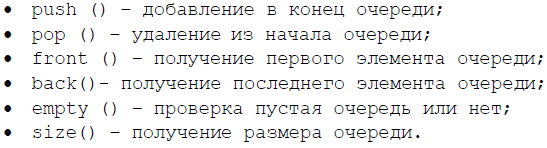 • push () – добавление в конец очереди;
• pop () – удаление из начала очереди;
• front () – получение первого элемента очереди;
• back()– получение последнего элемента очереди;
• empty () – проверка пустая очередь или нет;
• size() – получение размера очереди.